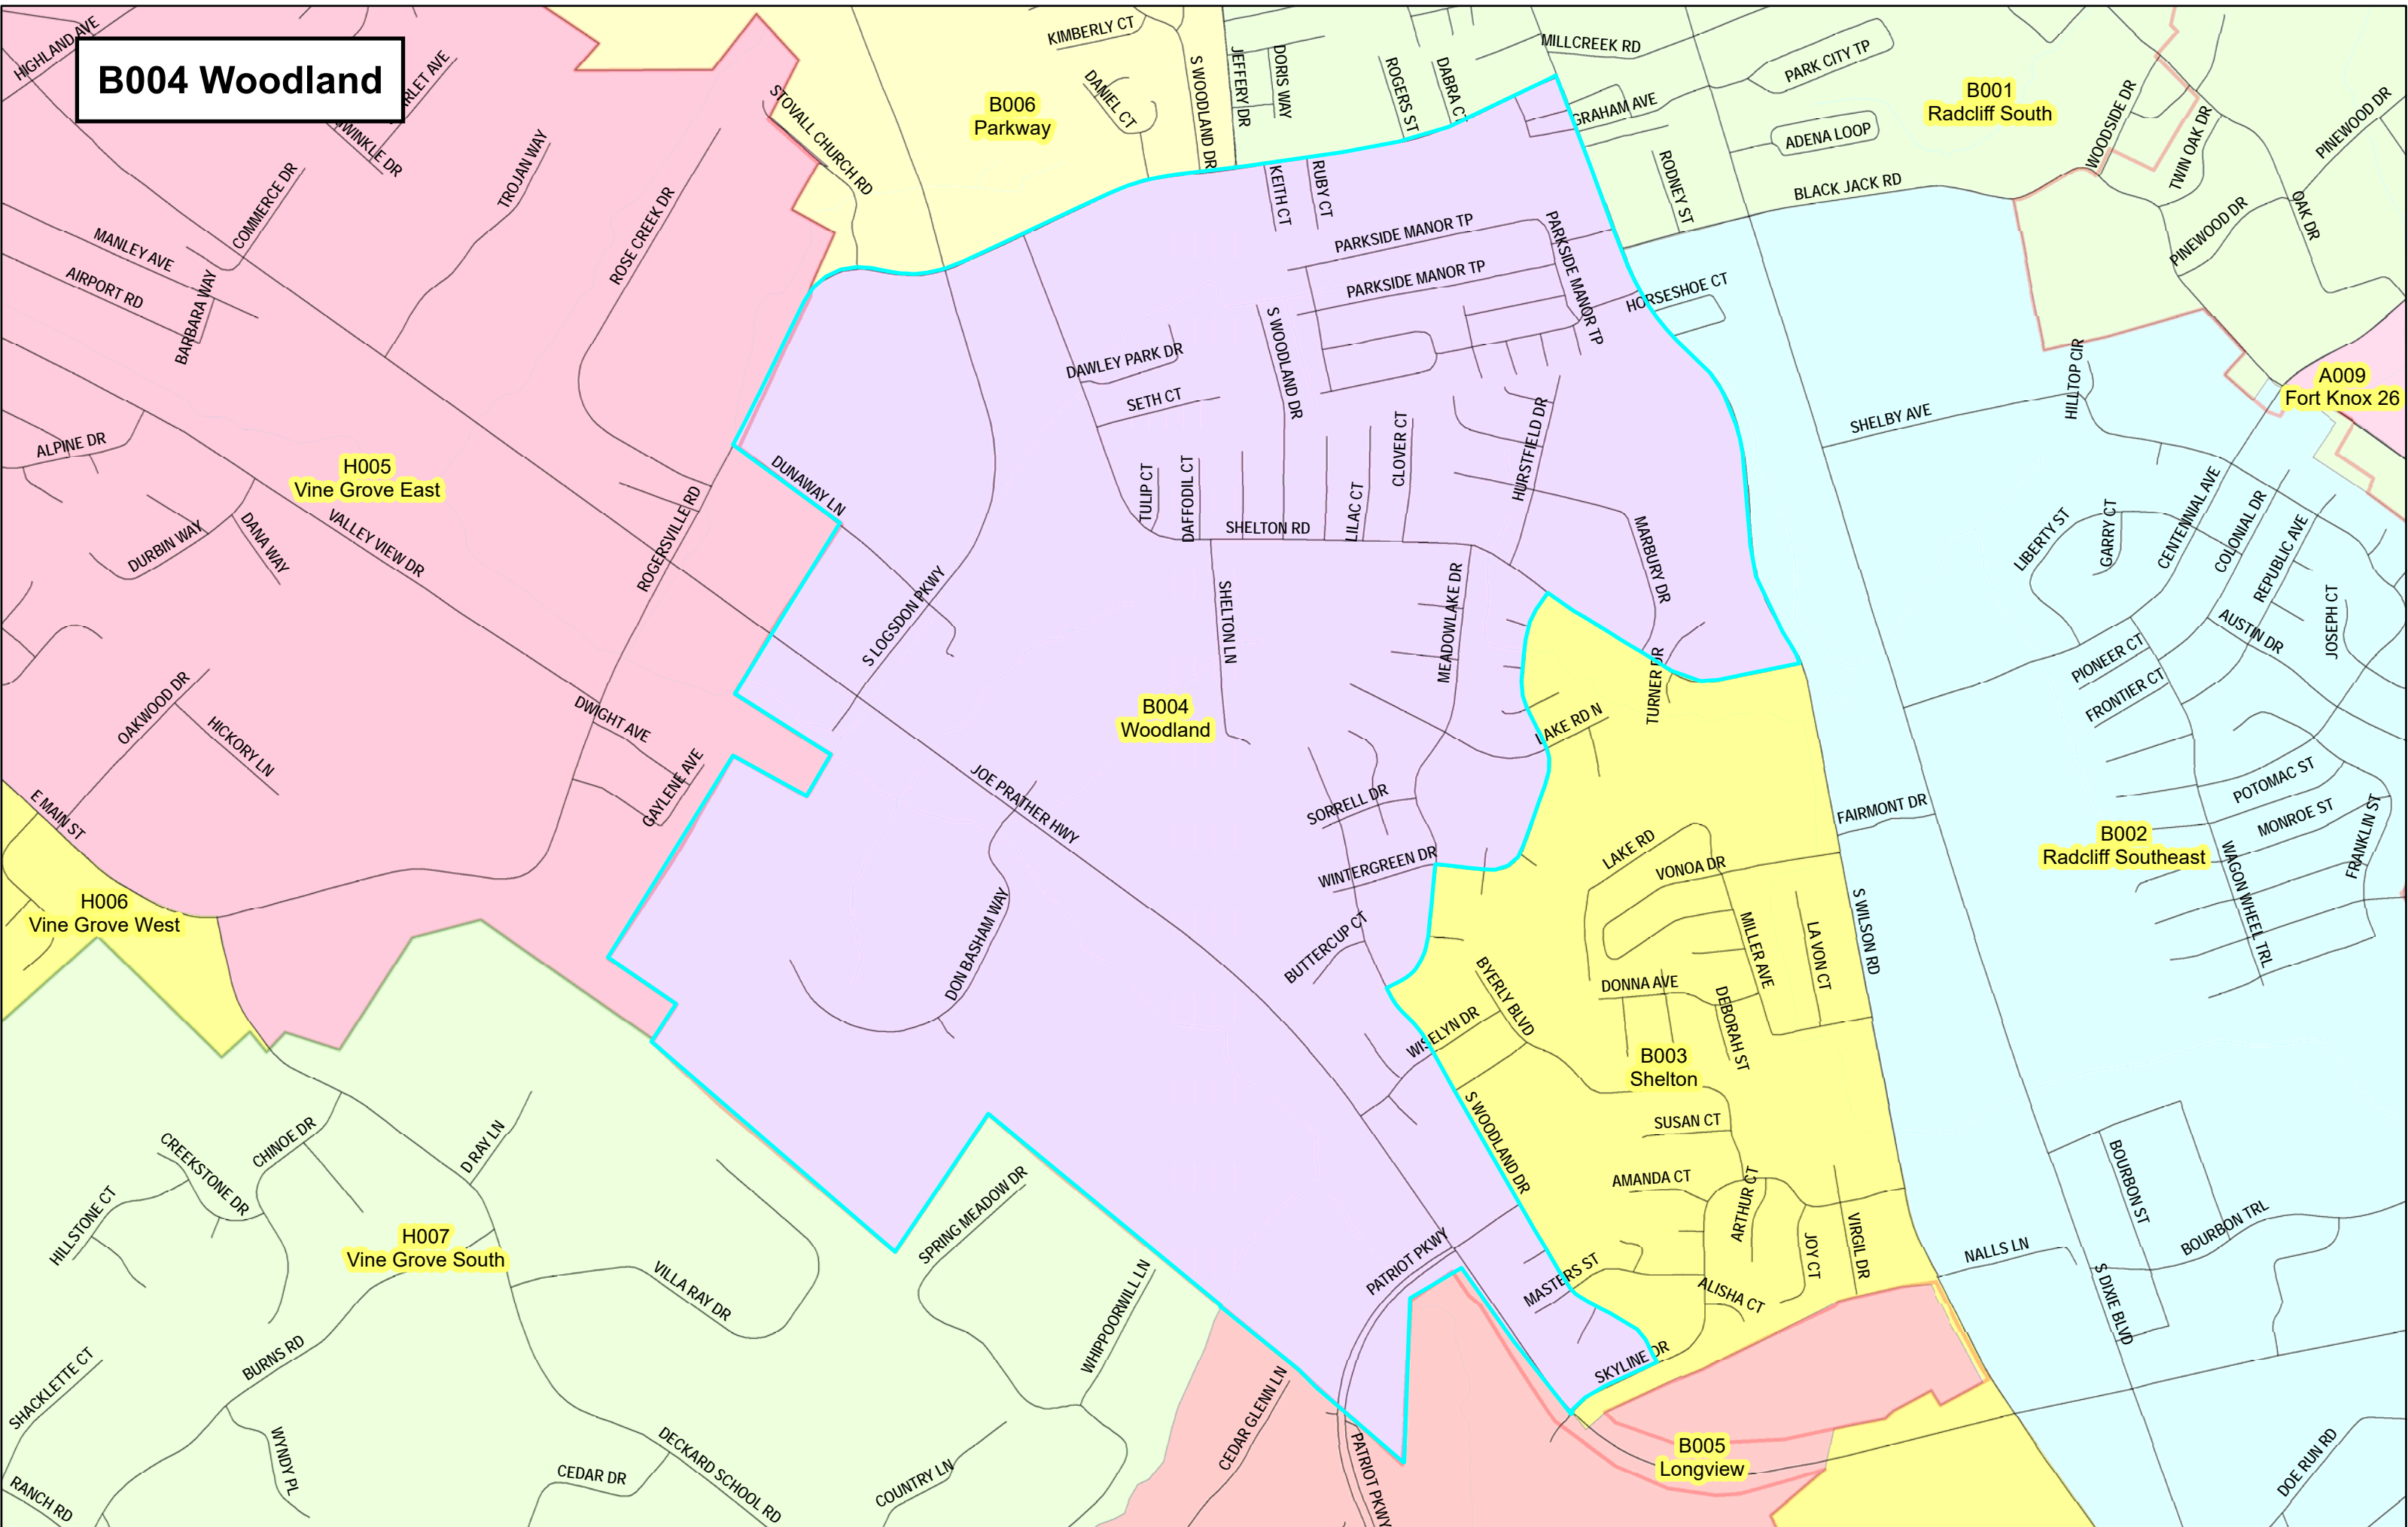 HIGHLAND AVE
B004 Woodland
RLET AVE
WINKLE DR
COMMERCE DR
MANLEY AVE
AIRPORT RD
BARBARA WAY
TROJAN WAY
ROSE CREEK DR
STOVALL CHURCH RD
KIMBERLY CT
DANIEL CT
B006
Parkway
S WOODLAND DR
JEFFERY DR
DORIS WAY
ROGERS ST
DABRA CT
MILLCREEK RD
GRAHAM AVE
PARK CITY TP
ADENA LOOP
RODNEY ST
BLACK JACK RD
B001
Radcliff South
WOODSIDE DR
TWIN OAK DR
PINEWOOD DR
PINEWOOD DR
OAK DR
KEITH CT
RUBY CT
PARKSIDE MANOR TP
PARKSIDE MANOR TP
PARKSIDE MANOR TP
HORSESHOE CT
DAWLEY PARK DR
SETH CT
S WOODLAND DR
HILLTOP CIR
SHELBY AVE
A009
Fort Knox 26
ALPINE DR
H005
Vine Grove East
DURBIN WAY
DANA WAY
VALLEY VIEW DR
ROGERSVILLE RD
DUNAWAY LN
S LOGSDON PKWY
TULIP CT
DAFFODIL CT
SHELTON RD
LILAC CT
CLOVER CT
HURSTFIELD DR
MARBURY DR
SHELTON LN
MEADOWLAKE DR
LIBERTY ST
GARRY CT
CENTENNIAL AVE
COLONIAL DR
REPUBLIC AVE
AUSTIN DR
JOSEPH CT
PIONEER CT
FRONTIER CT
OAKWOOD DR
HICKORY LN
DWIGHT AVE
GAYLENE AVE
E MAIN ST
B004
Woodland
LAKE RD N
TURNER DR
JOE PRATHER HWY
SORRELL DR
WINTERGREEN DR
BUTTERCUP CT
LAKE RD
VONOA DR
FAIRMONT DR
POTOMAC ST
MONROE ST
FRANKLIN ST
B002
Radcliff Southeast
WAGON WHEEL TRL
H006
Vine Grove West
DON BASHAM WAY
BYERLY BLVD
WISELYN DR
DONNA AVE
MILLER AVE
LA VON CT
DEBORAH ST
S WILSON RD
B003
Shelton
S WOODLAND DR
SUSAN CT
AMANDA CT
ARTHUR CT
JOY CT
VIRGIL DR
CREEKSTONE DR
CHINOE DR
D RAY LN
HILLSTONE CT
H007
Vine Grove South
VILLA RAY DR
SPRING MEADOW DR
WHIPPOORWILL LN
PATRIOT PKWY
MASTERS ST
ALISHA CT
SKYLINE DR
NALLS LN
BOURBON ST
BOURBON TRL
S DIXIE BLVD
BURNS RD
SHACKLETTE CT
WYNDY PL
RANCH RD
CEDAR DR
DECKARD SCHOOL RD
COUNTRY LN
CEDAR GLENN LN
PATRIOT PKWY
B005
Longview
DOE RUN RD